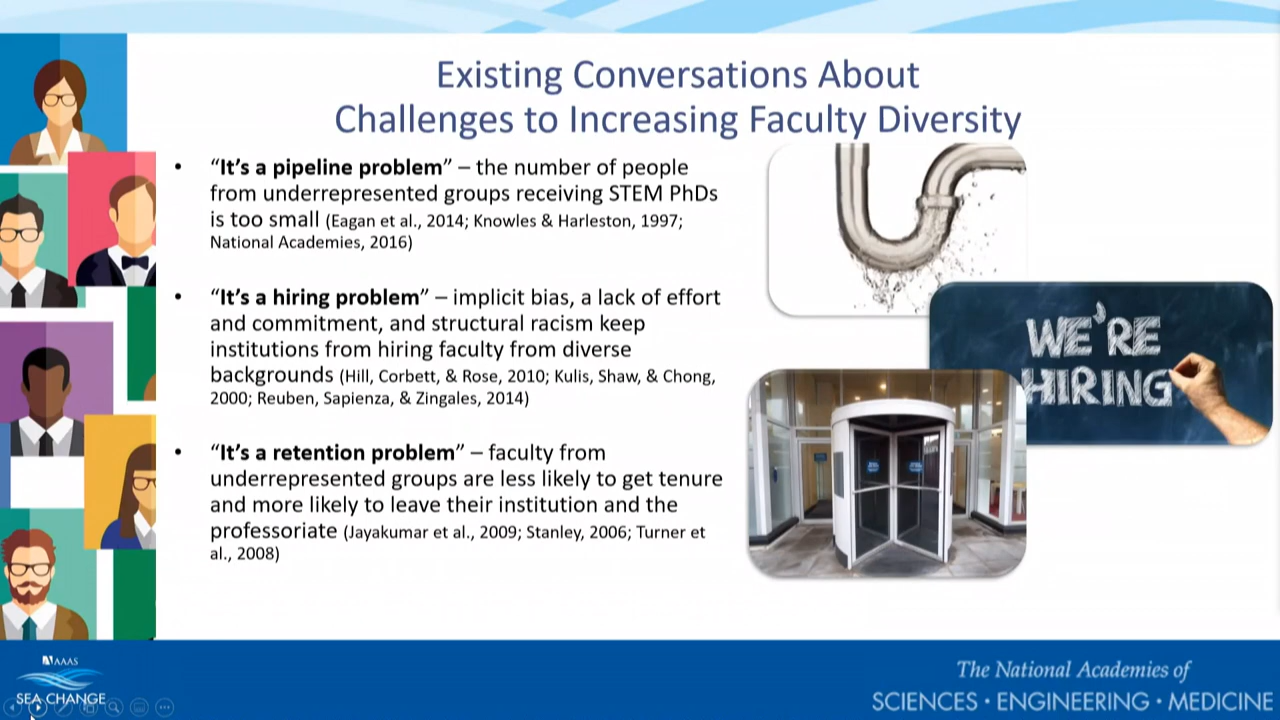 Existing Conversations About
Challenges to Increasing Faculty Diversity
• “It’s a pipeline problem” – the number of people
from underrepresented groups receiving STEM PhDs
is too small (Eagan et al., 2014; Knowles & Harleston, 1997;
National Academies, 2016)
• “It’s a hiring problem” – implicit bias, a lack of effort
and commitment, and structural racism keep
institutions from hiring faculty from diverse
backgrounds (Hill, Corbett, & Rose, 2010; Kulis, Shaw, & Chong,
2000; Reuben, Sapienza, & Zingales, 2014)
• “It’s a retention problem” – faculty from
underrepresented groups are less likely to get tenure
and more likely to leave their institution and the
professoriate (Jayakumar et al., 2009; Stanley, 2006; Turner et
al., 2008)
WE’RE
HIRING
AAAS
SEA CHANGE
The National Academies of
SCIENCES · ENGINEERING · MEDICINE